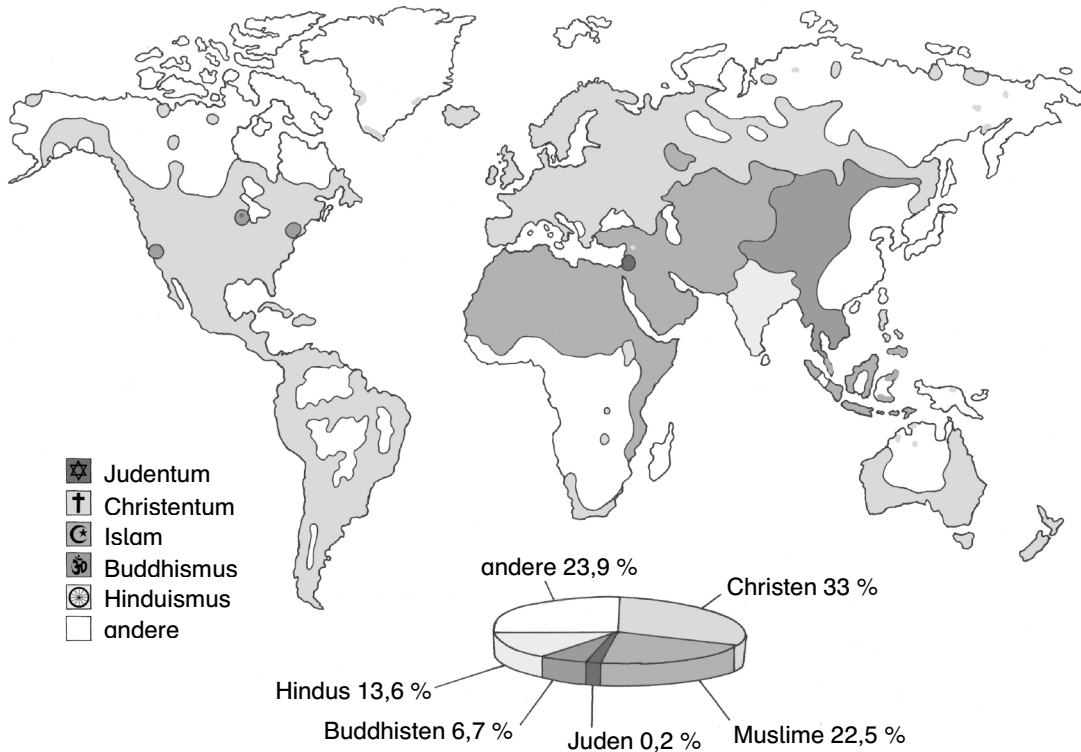 Judentum
Christentum
Islam
Buddhismus
Hinduismus
andere
andere 23,9 %
Christen 33 %
Hindus 13,6 %
Buddhisten 6,7 %
Juden 0,2 %
Muslime 22,5 %